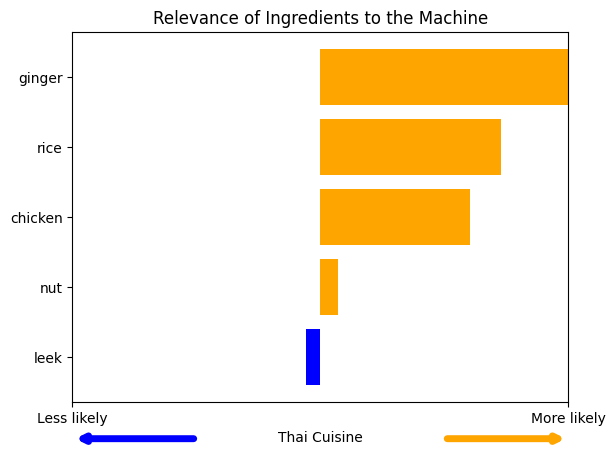 Relevance of Ingredients to the Machine
ginger
rice
chicken
nut
leek
Less likely
More likely
Thai Cuisine